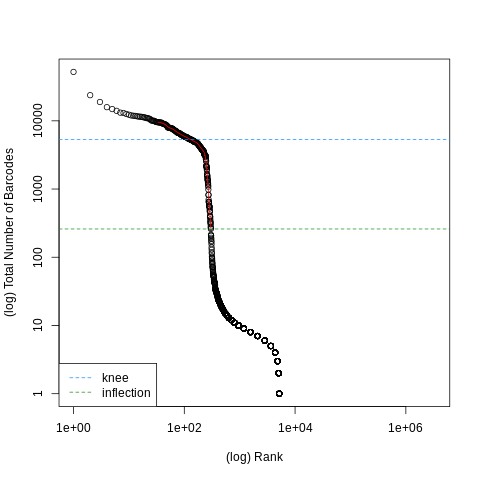 (log) Total Number of Barcodes
10000
1000
100
10
1
knee
inflection
1e+00
1e+02
1e+04
1e+06
(log) Rank